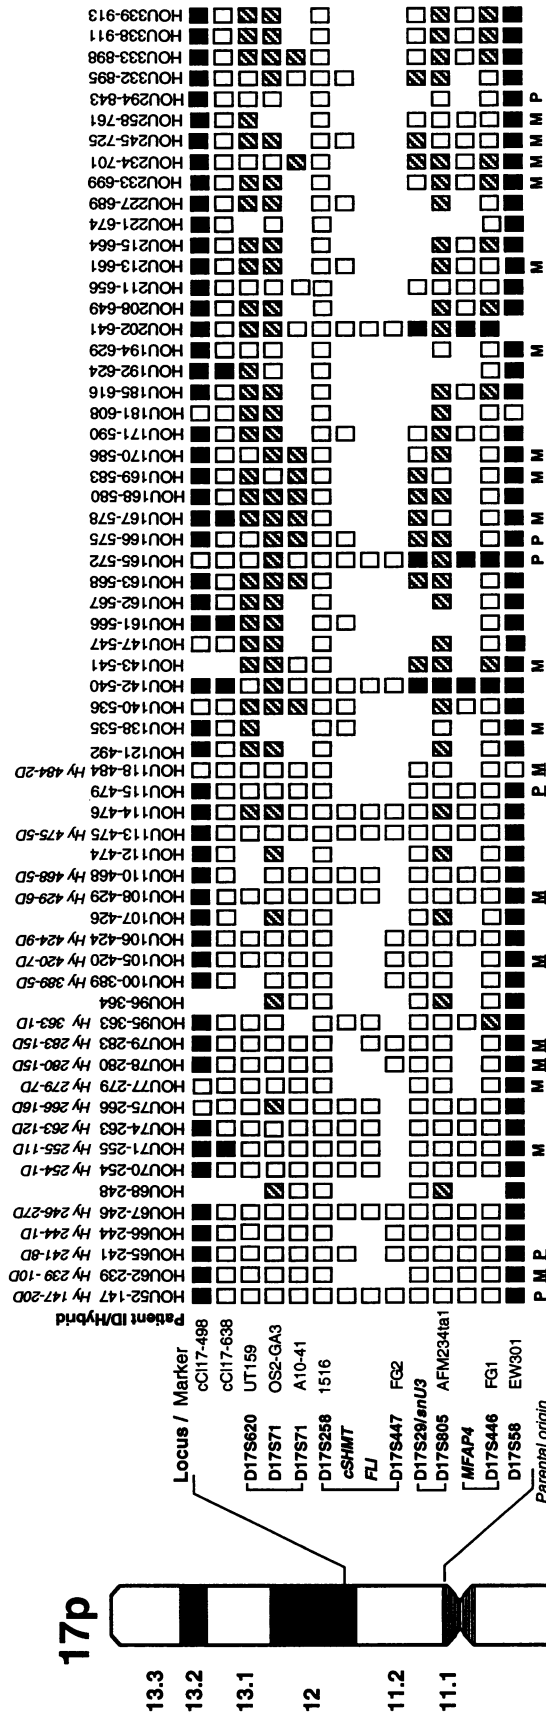 17p
13.3
13.2
13.1
12
11.2
11.1
Locus / Marker
Patient ID/Hybrid
cCI17-498
cCI17-638
D17S620 UT159
D17S71 OS2-GA3
D17S71 A10-41
D17S258 1516
cSHMT
FLI
D17S447 FG2
D17S29/snU3
D17S805 AFM234ta1
MFAP4
D17S446 FG1
D17S58 EW301
Parental origin
HOU52-147 Hy 147-20D
HOU62-239 Hy 239-10D
HOU65-241 Hy 241-8D
HOU66-244 Hy 244-1D
HOU67-246 Hy 246-27D
HOU68-248
HOU70-254 Hy 254-1D
HOU71-255 Hy 255-11D
HOU74-263 Hy 263-12D
HOU75-266 Hy 266-16D
HOU77-279 Hy 279-7D
HOU78-280 Hy 280-15D
HOU79-283 Hy 283-15D
HOU95-363 Hy 363-1D
HOU96-364
HOU100-389 Hy 389-5D
HOU105-420 Hy 420-7D
HOU106-424 Hy 424-9D
HOU107-426
HOU108-429 Hy 429-6D
HOU110-468 Hy 468-5D
HOU112-474
HOU113-475 Hy 475-5D
HOU114-476
HOU115-479
HOU118-484 Hy 484-2D
HOU121-492
HOU138-535
HOU140-536
HOU142-540
HOU143-541
HOU147-547
HOU161-566
HOU162-567
HOU163-568
HOU165-572
HOU166-575
HOU167-578
HOU168-580
HOU169-583
HOU170-586
HOU171-590
HOU181-608
HOU185-616
HOU192-624
HOU194-629
HOU202-641
HOU208-649
HOU211-656
HOU213-661
HOU215-664
HOU221-674
HOU227-689
HOU233-699
HOU234-701
HOU245-725
HOU258-761
HOU294-843
HOU332-895
HOU333-898
HOU338-911
HOU339-913
P M P M M M M M M P M M M P P M M M M M M M M M P